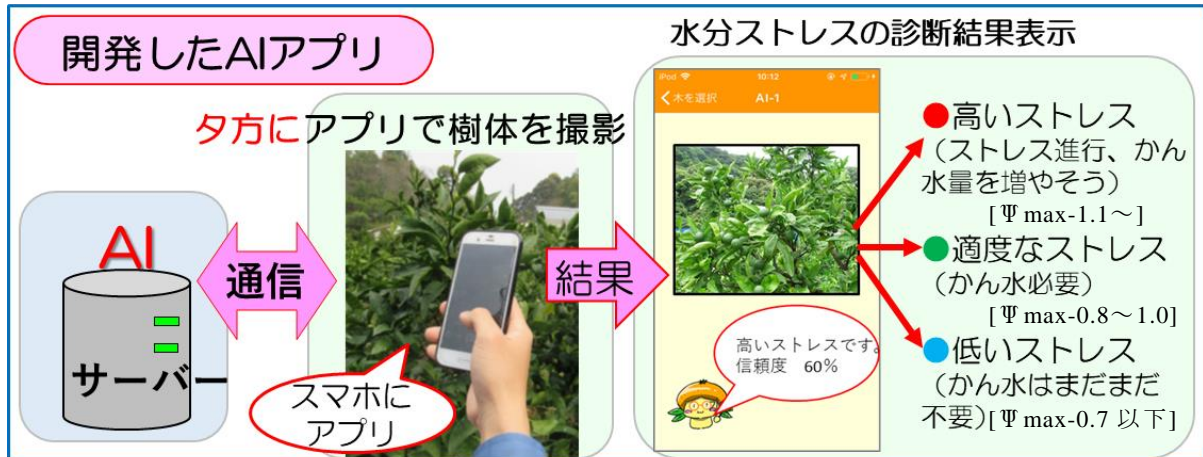 開発したAIアプリ
夕方にアプリで樹体を撮影
AI
サーバー
通信
スマホに
アプリ
結果
水分ストレスの診断結果表示
iPod
10:12
木を選択
AI-1
高いストレスです。
信頼度 60%
●高いストレス
(ストレス進行、かん
水量を増やそう)
[Ψmax-1.1～]
●適度なストレス
(かん水必要)
[Ψmax-0.8～1.0]
●低いストレス
(かん水はまだまだ
不要)[Ψmax-0.7 以下]